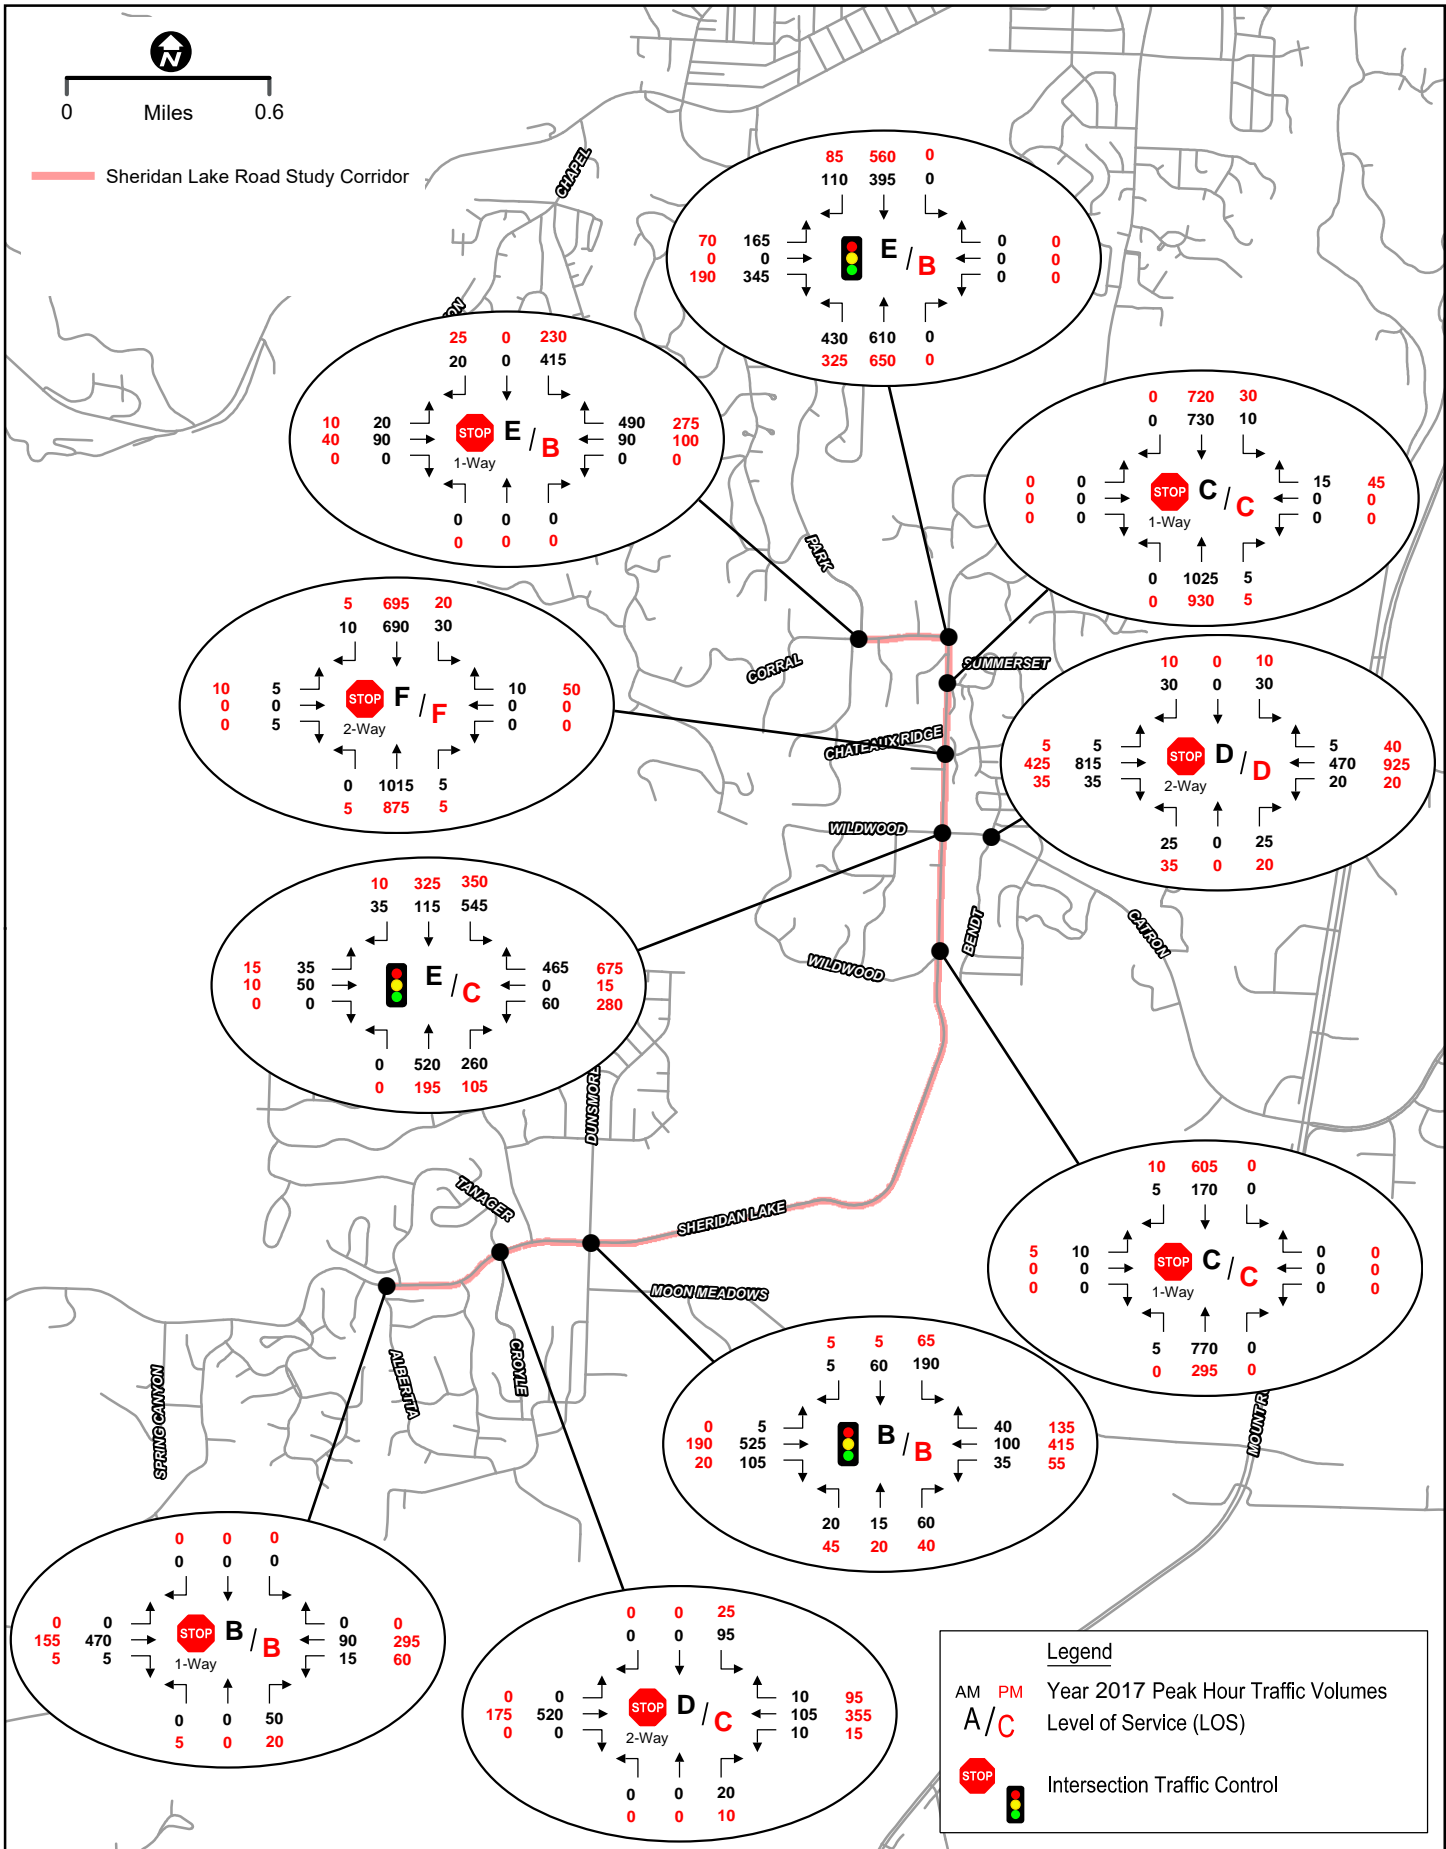 N
0 Miles 0.6
Sheridan Lake Road Study Corridor
CHAPEL
85 560 0
110 395 0
70 165 0 0
0 0 0 0
190 345 0 0
E / B
430 610 0
325 650 0
25 0 230
20 0 415
10 20 490 275
40 90 90 100
0 0 0 0
STOP
1-Way
E / B
0 0 0
0 0 0
0 720 30
0 730 10
0 0 15 45
0 0 0 0
0 0 0 0
STOP
1-Way
C / C
0 1025 5
0 930 5
PARK
CORRAL
SUMMERSET
CHATEAUX RIDGE
5 695 20
10 690 30
10 5 10 50
0 0 0 0
0 5 0 0
STOP
2-Way
F / F
0 1015 5
5 875 5
10 0 10
30 0 30
5 5 5 40
425 815 470 925
35 35 20 20
STOP
2-Way
D / D
25 0 25
35 0 20
WILDWOOD
BENDT
CATRON
WILDWOOD
10 325 350
35 115 545
15 35 465 675
10 50 0 15
0 0 60 280
E / C
0 520 260
0 195 105
DUNSMORE
TANAGER
SHERIDAN LAKE
MOON MEADOWS
10 605 0
5 170 0
5 10 0 0
0 0 0 0
0 0 0 0
STOP
1-Way
C / C
5 770 0
0 295 0
SPRING CANYON
ALBERTTA
CROYLE
5 5 65
5 60 190
0 5 40 135
190 525 100 415
20 105 35 55
B / B
20 15 60
45 20 40
0 0 0
0 0 0
0 0 0 0
155 470 90 295
5 5 15 60
STOP
1-Way
B / B
0 0 50
5 0 20
0 0 25
0 0 95
0 0 10 95
175 520 105 355
0 0 10 15
STOP
2-Way
D / C
0 0 20
0 0 10
Legend
AM PM Year 2017 Peak Hour Traffic Volumes
A/C Level of Service (LOS)
STOP Intersection Traffic Control